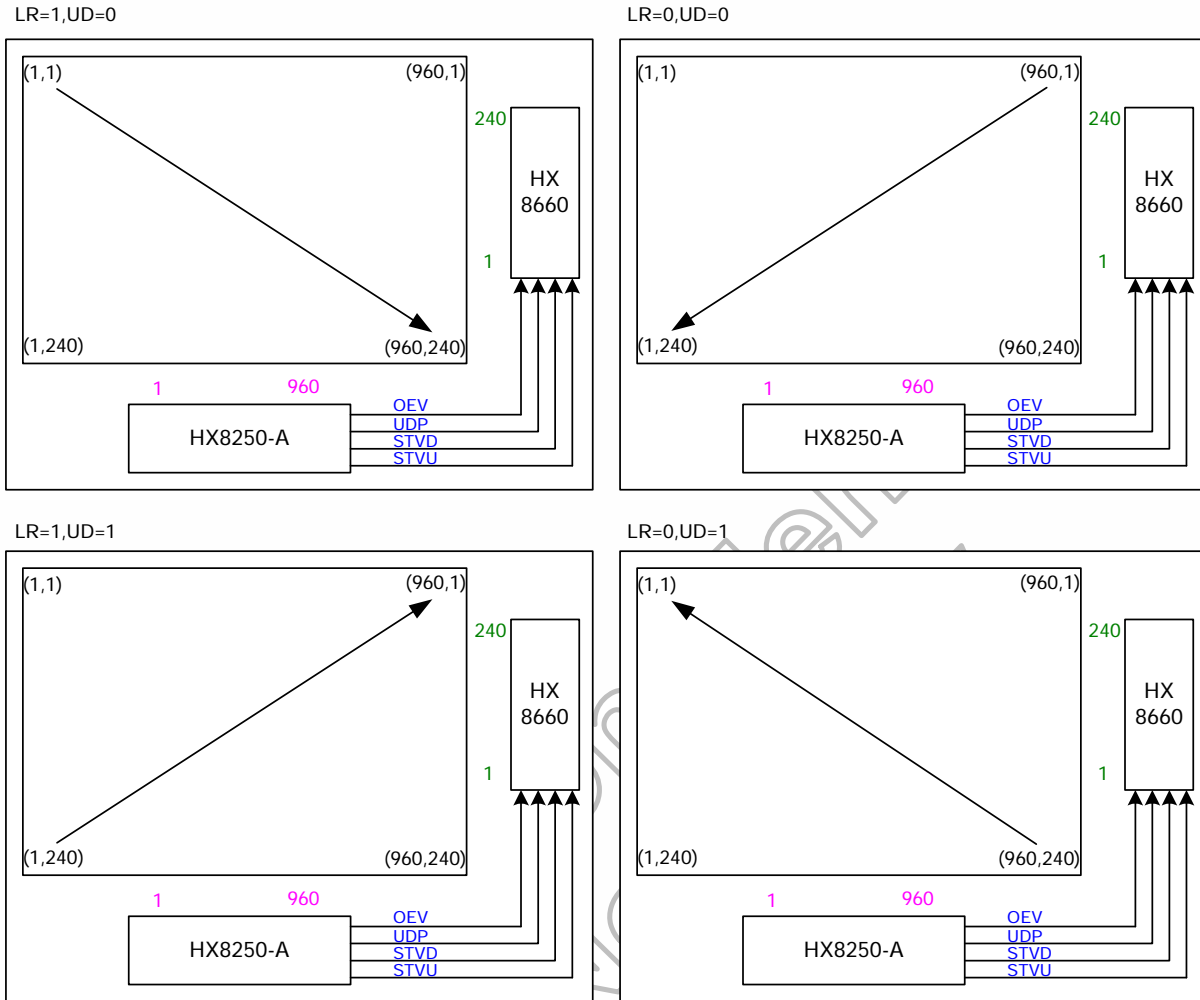 LR=1,UD=0
(1,1)
(960,1)
240
HX
8660
1
(1,240)
(960,240)
1
960
HX8250-A
OEV
UDP
STVD
STVU
LR=0,UD=0
(1,1)
(960,1)
240
HX
8660
1
(1,240)
(960,240)
1
960
HX8250-A
OEV
UDP
STVD
STVU
LR=1,UD=1
(1,1)
(960,1)
240
HX
8660
1
(1,240)
(960,240)
1
960
HX8250-A
OEV
UDP
STVD
STVU
LR=0,UD=1
(1,1)
(960,1)
240
HX
8660
1
(1,240)
(960,240)
1
960
HX8250-A
OEV
UDP
STVD
STVU